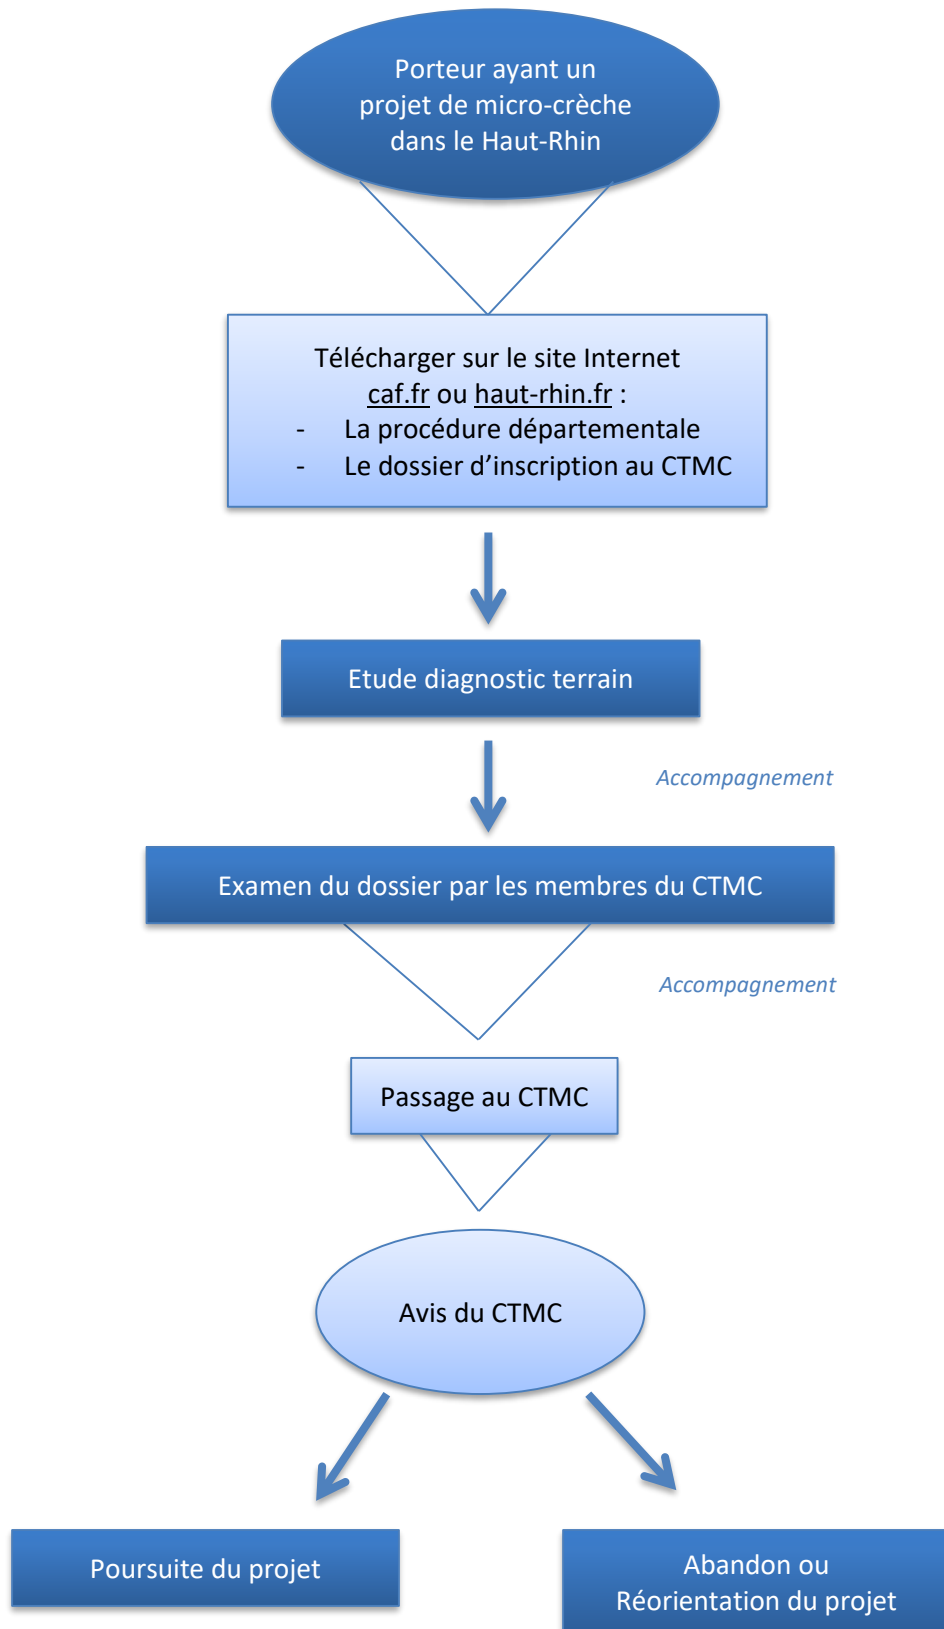 Porteur ayant un
projet de micro-crèche
dans le Haut-Rhin
Télécharger sur le site Internet
caf.fr ou haut-rhin.fr :
- La procédure départementale
- Le dossier d’inscription au CTMC
Etude diagnostic terrain
Accompagnement
Examen du dossier par les membres du CTMC
Accompagnement
Passage au CTMC
Avis du CTMC
Poursuite du projet
Abandon ou
Réorientation du projet